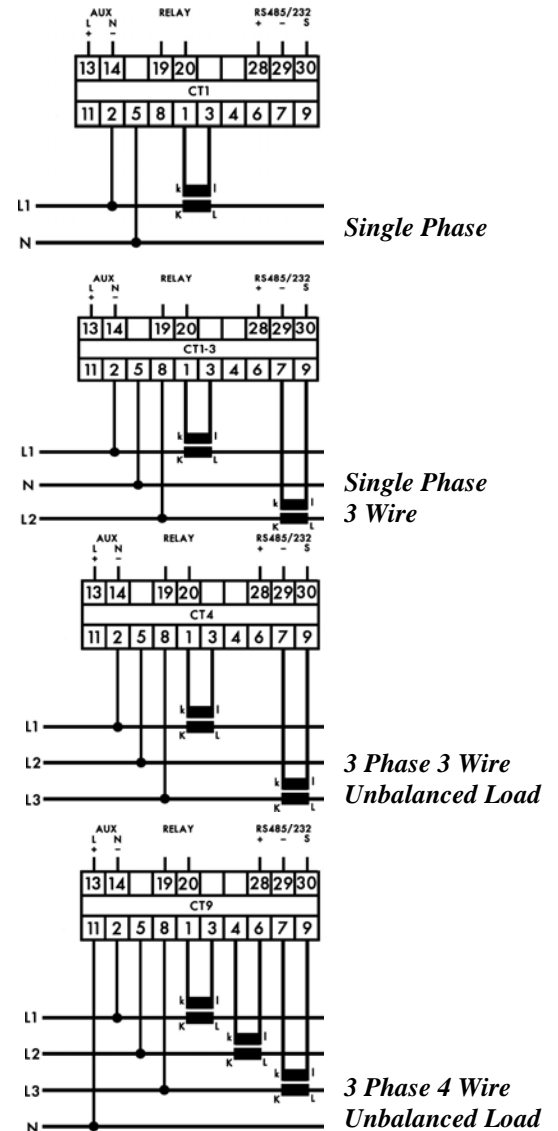 AUX RELAY RS485/232
L N + − S
+ −
13 14 19 20 28 29 30
CT1
11 2 5 8 1 3 4 6 7 9
k l
L1
K L
Single Phase
N
AUX RELAY RS485/232
L N + − S
+ −
13 14 19 20 28 29 30
CT1-3
11 2 5 8 1 3 4 6 7 9
k l
L1
K L
N
Single Phase
k l
3 Wire
L2
K L
AUX RELAY RS485/232
L N + − S
+ −
13 14 19 20 28 29 30
CT4
11 2 5 8 1 3 4 6 7 9
k l
L1
K L
L2
3 Phase 3 Wire
k l
Unbalanced Load
L3
K L
AUX RELAY RS485/232
L N + − S
+ −
13 14 19 20 28 29 30
CT9
11 2 5 8 1 3 4 6 7 9
k l
L1
K L
k l
L2
K L
k l
L3
K L
3 Phase 4 Wire
Unbalanced Load
N